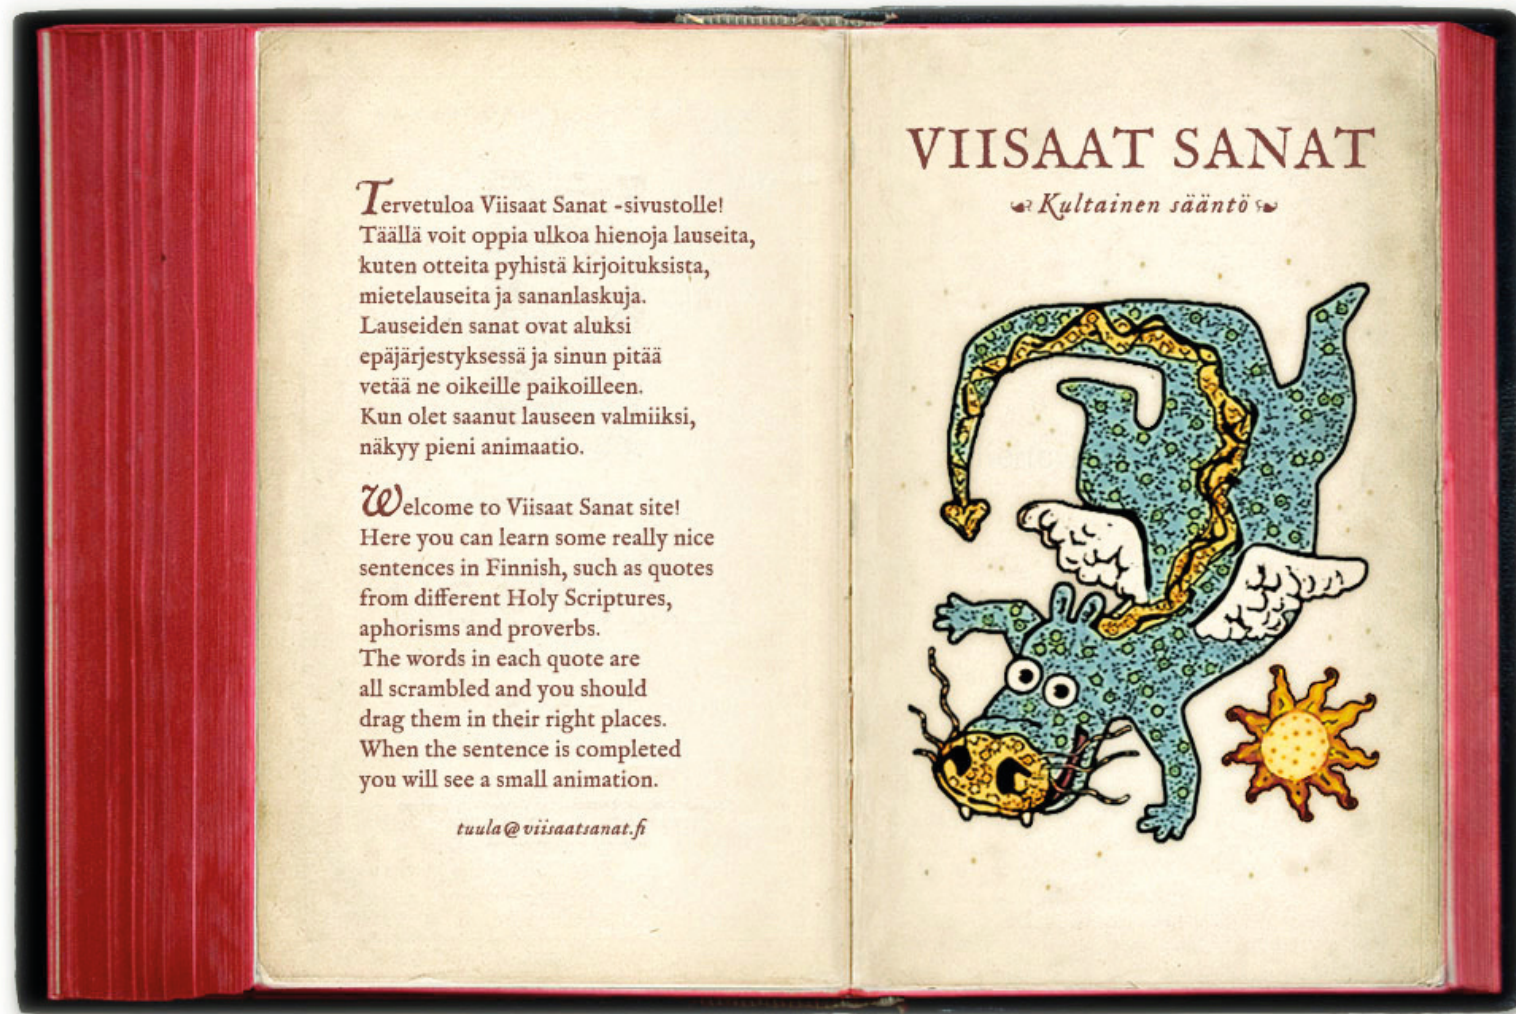 Tervetuloa Viisaat Sanat -sivustolle!
Täällä voit oppia ulkoa hienoja lauseita,
kuten otteita pyhistä kirjoituksista,
mietelauseita ja sananlaskuja.
Lauseiden sanat ovat aluksi
epäjärjestyksessä ja sinun pitää
vetää ne oikeille paikoilleen.
Kun olet saanut lauseen valmiiksi,
näkyy pieni animaatio.
Welcome to Viisaat Sanat site!
Here you can learn some really nice
sentences in Finnish, such as quotes
from different Holy Scriptures,
aphorisms and proverbs.
The words in each quote are
all scrambled and you should
drag them in their right places.
When the sentence is completed
you will see a small animation.
tuula@viisaatsanat.fi
VIISAAT SANAT
Kultainen sääntö